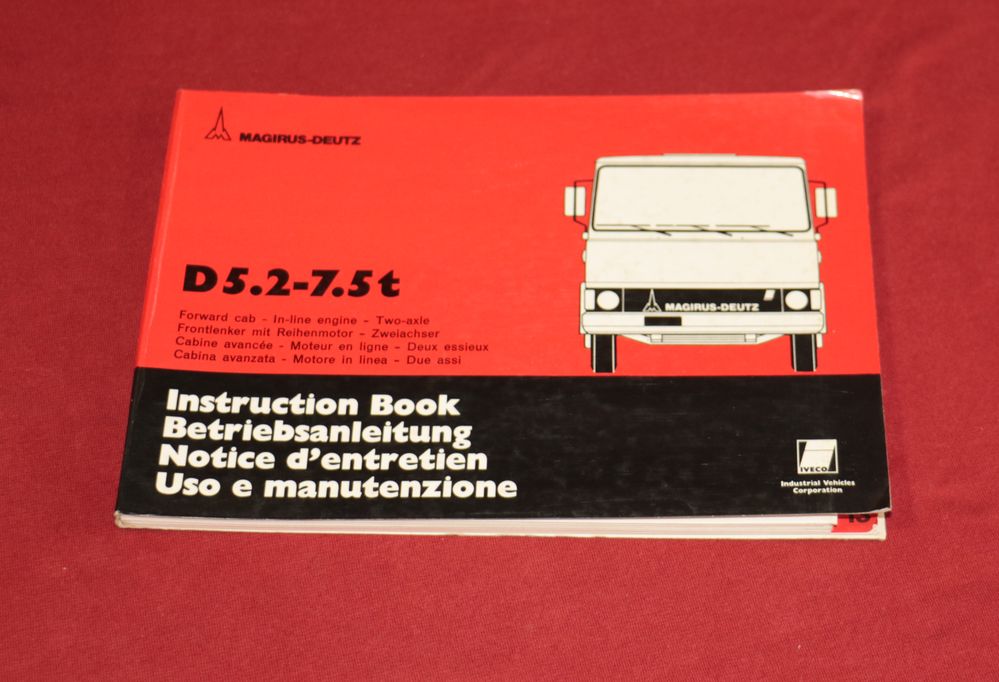 MAGIRUS-DEUTZ
D 5.2-7.5 t
Forward cab - In-line engine - Two-axle
Frontlenker mit Reihenmotor - Zweiachser
Cabine avancée - Moteur en ligne - Deux essieux
Cabina avanzata - Motore in linea - Due assi
MAGIRUS-DEUTZ
Instruction Book
Betriebsanleitung
Notice d'entretien
Uso e manutenzione
IVECO
Industrial Vehicles
Corporation